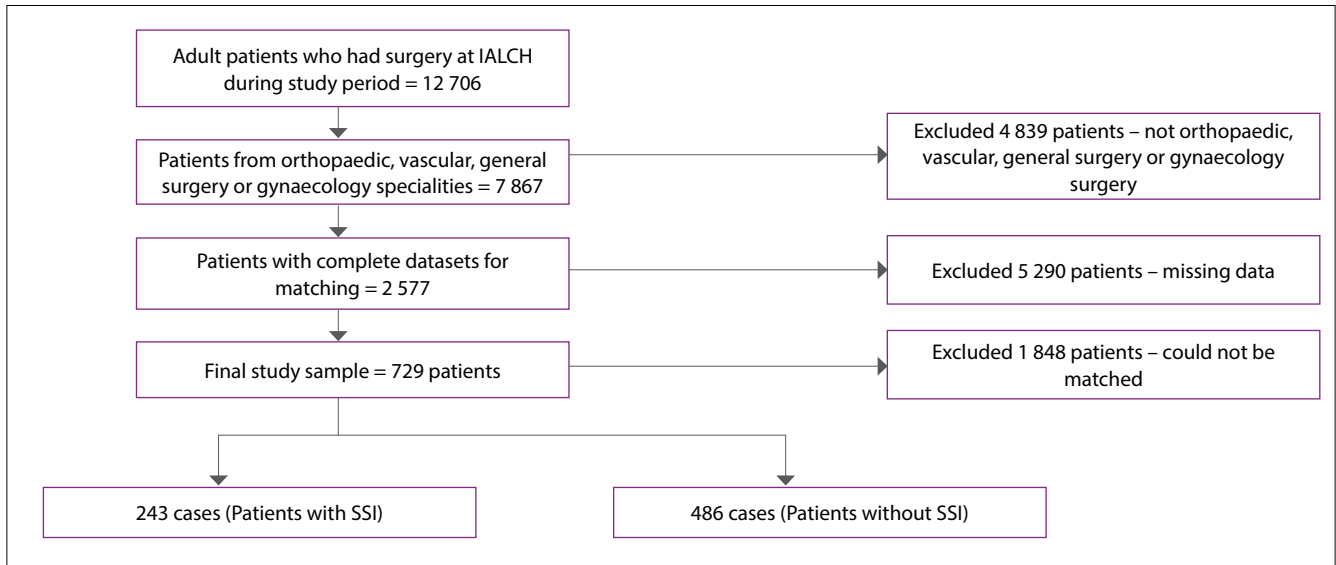 Adult patients who had surgery at IALCH
during study period = 12 706
Patients from orthopaedic, vascular, general
surgery or gynaecology specialities = 7 867
Excluded 4 839 patients – not orthopaedic,
vascular, general surgery or gynaecology
surgery
Patients with complete datasets for
matching = 2 577
Excluded 5 290 patients – missing data
Final study sample = 729 patients
Excluded 1 848 patients – could not be
matched
243 cases (Patients with SSI)
486 cases (Patients without SSI)